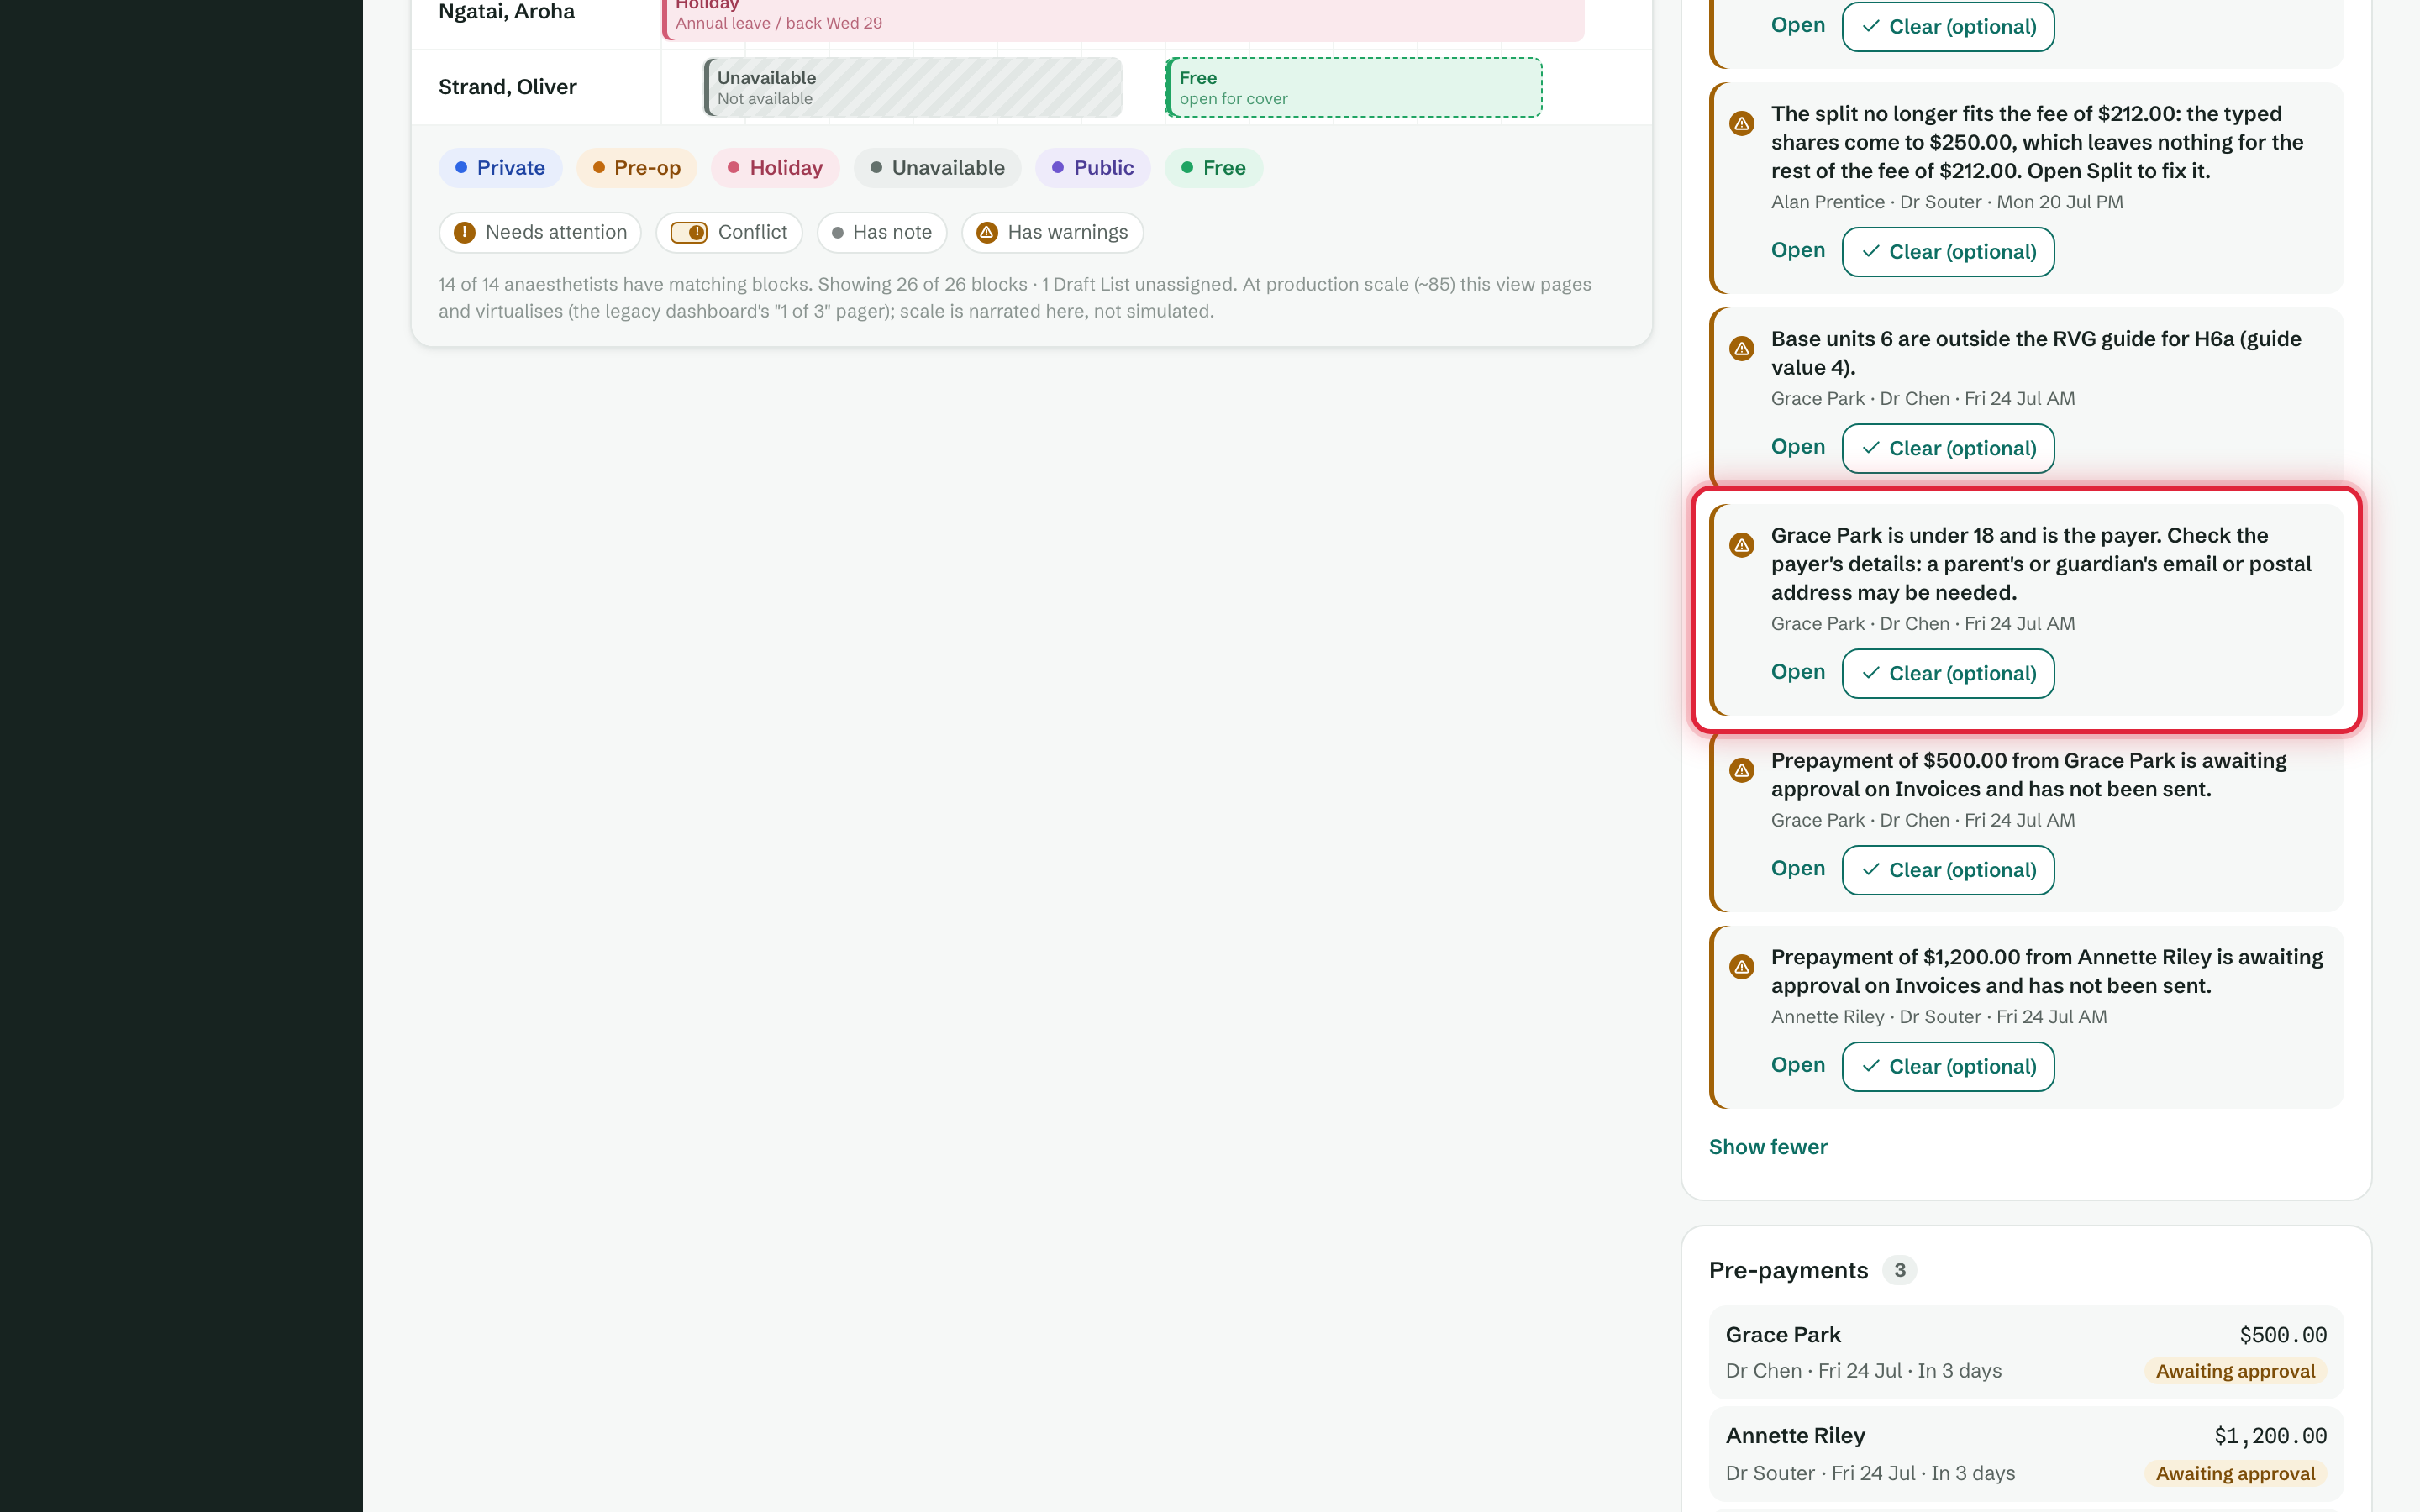 Ngatai, Aroha
Holiday
Annual leave / back Wed 29
Strand, Oliver
Unavailable
Not available
Free
open for cover
Private
Pre-op
Holiday
Unavailable
Public
Free
Needs attention
Conflict
Has note
Has warnings
14 of 14 anaesthetists have matching blocks. Showing 26 of 26 blocks · 1 Draft List unassigned. At production scale (~85) this view pages
and virtualises (the legacy dashboard's "1 of 3" pager); scale is narrated here, not simulated.
Open
Clear (optional)
The split no longer fits the fee of $212.00: the typed
shares come to $250.00, which leaves nothing for the
rest of the fee of $212.00. Open Split to fix it.
Alan Prentice · Dr Souter · Mon 20 Jul PM
Open
Clear (optional)
Base units 6 are outside the RVG guide for H6a (guide
value 4).
Grace Park · Dr Chen · Fri 24 Jul AM
Open
Clear (optional)
Grace Park is under 18 and is the payer. Check the
payer's details: a parent's or guardian's email or postal
address may be needed.
Grace Park · Dr Chen · Fri 24 Jul AM
Open
Clear (optional)
Prepayment of $500.00 from Grace Park is awaiting
approval on Invoices and has not been sent.
Grace Park · Dr Chen · Fri 24 Jul AM
Open
Clear (optional)
Prepayment of $1,200.00 from Annette Riley is awaiting
approval on Invoices and has not been sent.
Annette Riley · Dr Souter · Fri 24 Jul AM
Open
Clear (optional)
Show fewer
Pre-payments 3
Grace Park $500.00
Dr Chen · Fri 24 Jul · In 3 days Awaiting approval
Annette Riley $1,200.00
Dr Souter · Fri 24 Jul · In 3 days Awaiting approval